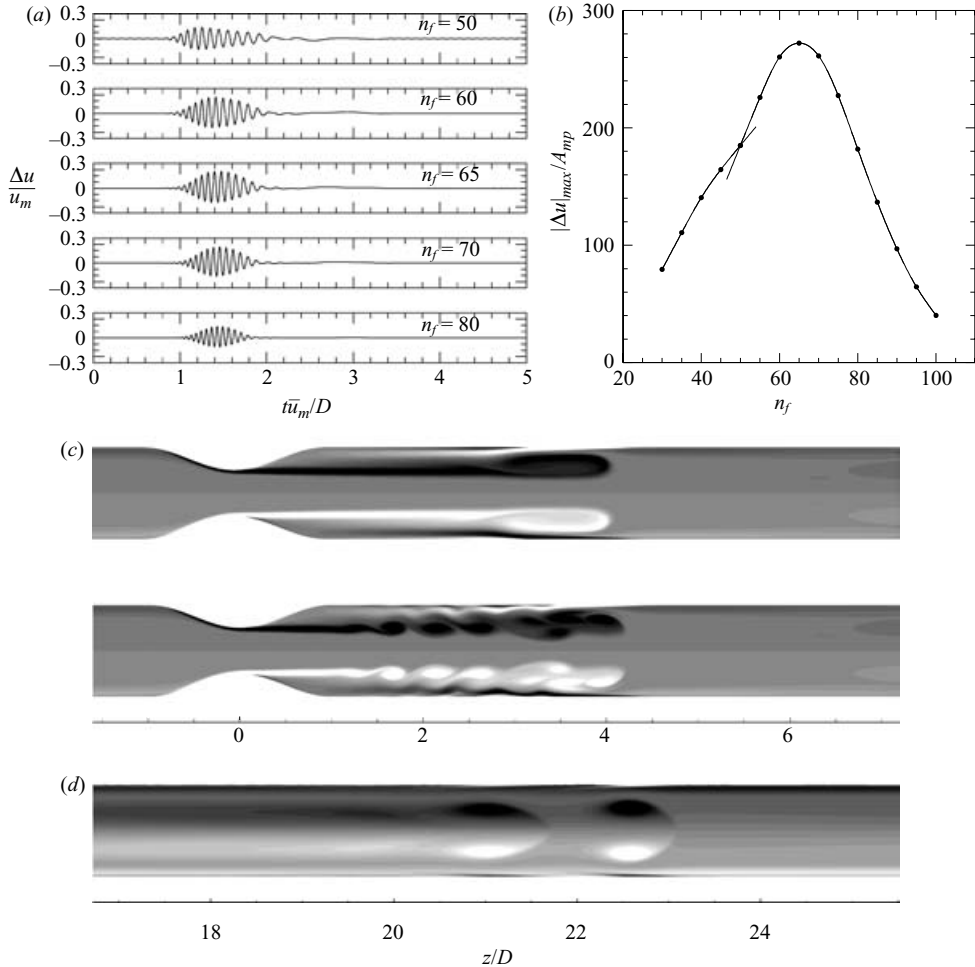 (a)
0.3
0
–0.3
n_f = 50
0.3
0
–0.3
n_f = 60
Δu
u_m
0.3
0
–0.3
n_f = 65
0.3
0
–0.3
n_f = 70
0.3
0
–0.3
n_f = 80
0 1 2 3 4 5
tū_m/D
(b)
300
200
100
0
|Δu|_max/A_mp
20 40 60 80 100
n_f
(c)
0 2 4 6
(d)
18 20 22 24
z/D